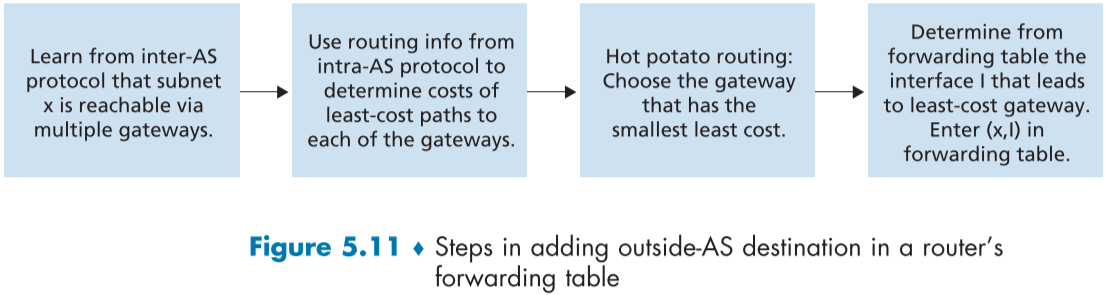 Learn from inter-AS
protocol that subnet
x is reachable via
multiple gateways.
Use routing info from
intra-AS protocol to
determine costs of
least-cost paths to
each of the gateways.
Hot potato routing:
Choose the gateway
that has the
smallest least cost.
Determine from
forwarding table the
interface I that leads
to least-cost gateway.
Enter (x,I) in
forwarding table.
Figure 5.11 ♦ Steps in adding outside-AS destination in a router’s
forwarding table